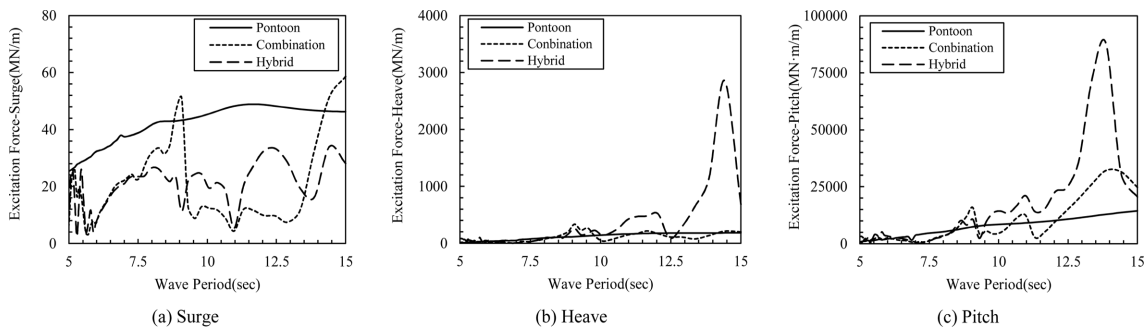 80
60
40
20
0
5
7.5
10
12.5
15
Excitation Force-Surge(MN/m)
Wave Period(sec)
Pontoon
Combination
Hybrid
(a) Surge
4000
3000
2000
1000
0
5
7.5
10
12.5
15
Excitation Force-Heave(MN/m)
Wave Period(sec)
Pontoon
Conbination
Hybrid
(b) Heave
100000
75000
50000
25000
0
5
7.5
10
12.5
15
Excitation Force-Pitch(MN·m/m)
Wave Period(sec)
Pontoon
Combination
Hybrid
(c) Pitch